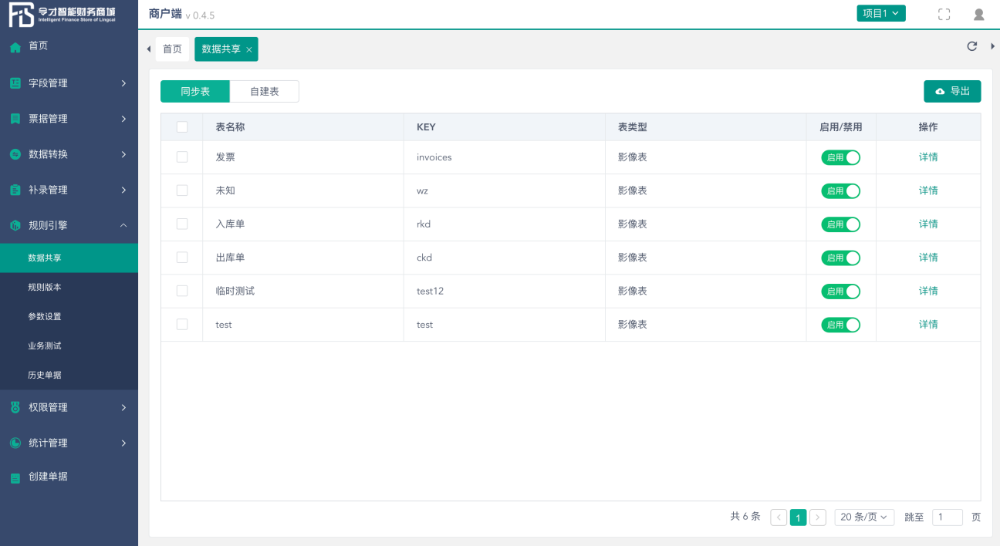 令才智能财务商城
Intelligent Finance Store of Lingcai
商户端 v 0.4.5
项目1
首页
字段管理
票据管理
数据转换
补录管理
规则引擎
数据共享
规则版本
参数设置
业务测试
历史单据
权限管理
统计管理
创建单据
首页
数据共享 ×
同步表
自建表
导出
表名称 KEY 表类型 启用/禁用 操作
发票 invoices 影像表 启用 详情
未知 wz 影像表 启用 详情
入库单 rkd 影像表 启用 详情
出库单 ckd 影像表 启用 详情
临时测试 test12 影像表 启用 详情
test test 影像表 启用 详情
共 6 条 1 20 条/页 跳至 1 页